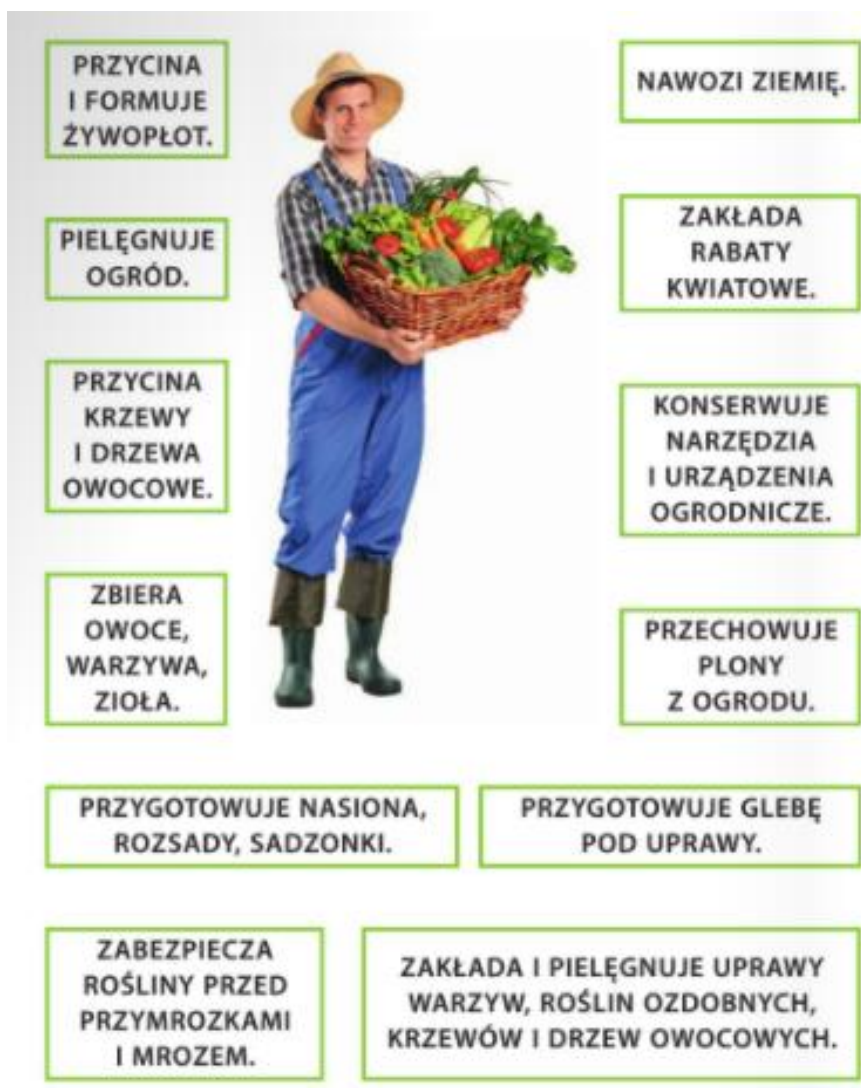 PRZYCINA
I FORMUJE
ŻYWOPŁOT.
PIELĘGNUJE
OGRÓD.
PRZYCINA
KRZEWY
I DRZEWA
OWOCOWE.
ZBIERA
OWOCE,
WARZYWA,
ZIOŁA.
NAWOZI ZIEMIĘ.
ZAKŁADA
RABATY
KWIATOWE.
KONSERWUJE
NARZĘDZIA
I URZĄDZENIA
OGRODNICZE.
PRZECHOWUJE
PLONY
Z OGRODU.
PRZYGOTOWUJE NASIONA,
ROZSADY, SADZONKI.
PRZYGOTOWUJE GLEBĘ
POD UPRAWY.
ZABEZPIECZA
ROŚLINY PRZED
PRZYMROZKAMI
I MROZEM.
ZAKŁADA I PIELĘGNUJE UPRAWY
WARZYW, ROŚLIN OZDOBNYCH,
KRZEWÓW I DRZEW OWOCOWYCH.